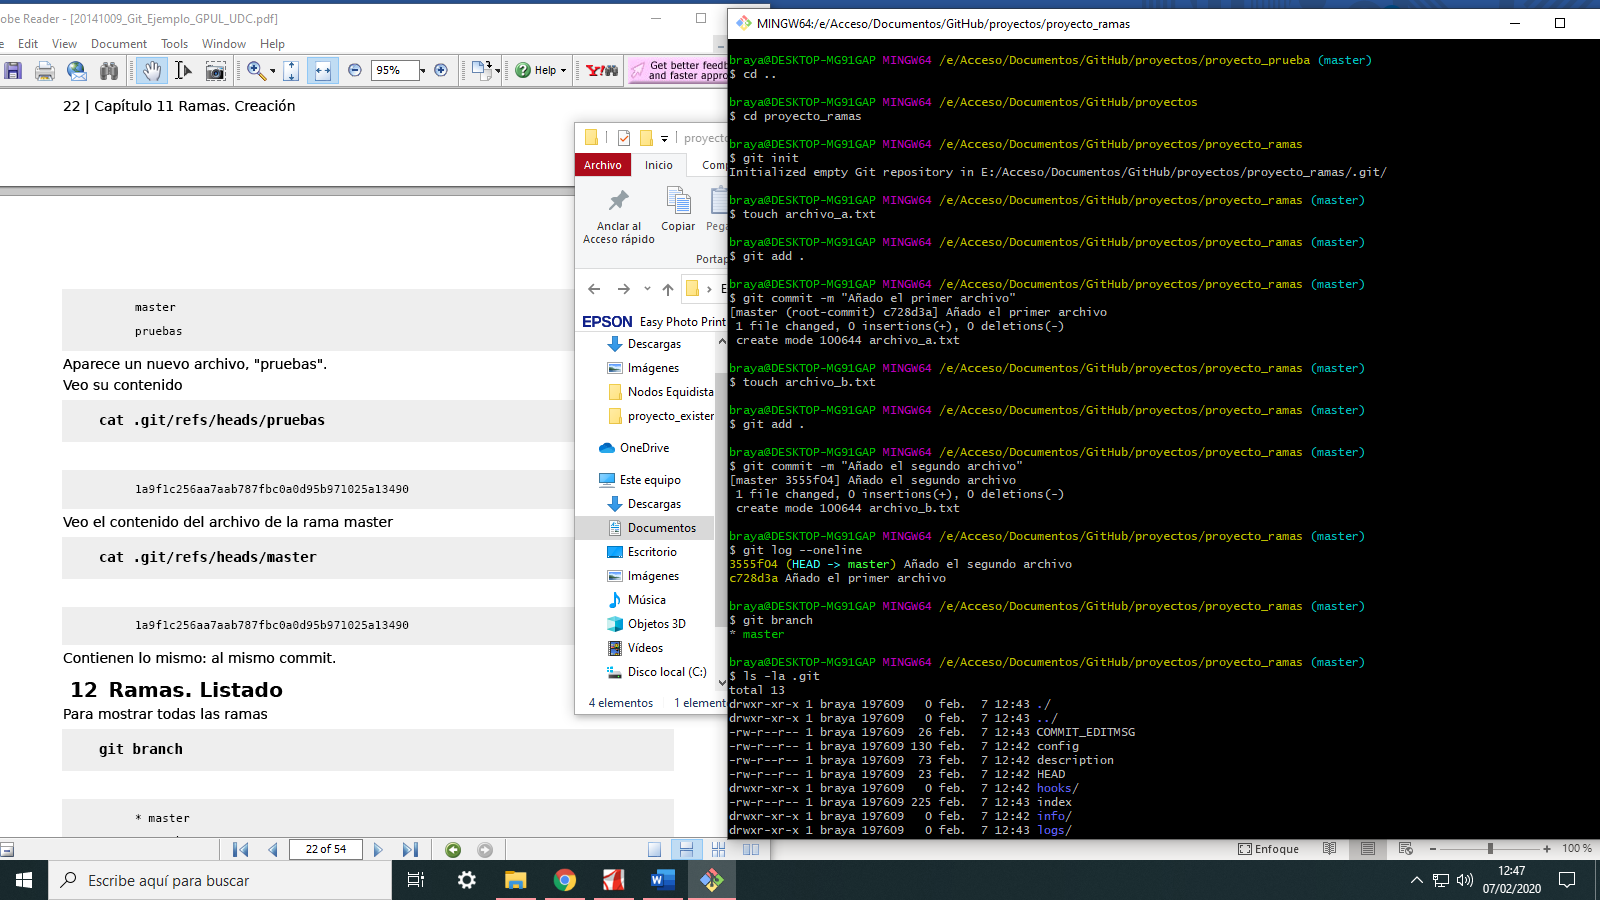 obe Reader - [20141009_Git_Ejemplo_GPUL_UDC.pdf]
Edit View Document Tools Window Help
95%
Help
Y!
Get better feedb
and faster appro
22 | Capítulo 11 Ramas. Creación
master
pruebas
Aparece un nuevo archivo, "pruebas".
Veo su contenido
cat .git/refs/heads/pruebas
1a9f1c256aa7aab787fbc0a0d95b971025a13490
Veo el contenido del archivo de la rama master
cat .git/refs/heads/master
1a9f1c256aa7aab787fbc0a0d95b971025a13490
Contienen lo mismo: al mismo commit.
12 Ramas. Listado
Para mostrar todas las ramas
git branch
* master
22 of 54
proyecto
Archivo
Inicio
Comp
Anclar al
Acceso rápido
Copiar
Pega
Portap
E
EPSON
Easy Photo Print
Descargas
Imágenes
Nodos Equidista
proyecto_exister
OneDrive
Este equipo
Descargas
Documentos
Escritorio
Imágenes
Música
Objetos 3D
Vídeos
Disco local (C:)
4 elementos
1 element
MINGW64:/e/Acceso/Documentos/GitHub/proyectos/proyecto_ramas
braya@DESKTOP-MG91GAP MINGW64 /e/Acceso/Documentos/GitHub/proyectos/proyecto_prueba (master)
$ cd ..
braya@DESKTOP-MG91GAP MINGW64 /e/Acceso/Documentos/GitHub/proyectos
$ cd proyecto_ramas
braya@DESKTOP-MG91GAP MINGW64 /e/Acceso/Documentos/GitHub/proyectos/proyecto_ramas
$ git init
Initialized empty Git repository in E:/Acceso/Documentos/GitHub/proyectos/proyecto_ramas/.git/
braya@DESKTOP-MG91GAP MINGW64 /e/Acceso/Documentos/GitHub/proyectos/proyecto_ramas (master)
$ touch archivo_a.txt
braya@DESKTOP-MG91GAP MINGW64 /e/Acceso/Documentos/GitHub/proyectos/proyecto_ramas (master)
$ git add .
braya@DESKTOP-MG91GAP MINGW64 /e/Acceso/Documentos/GitHub/proyectos/proyecto_ramas (master)
$ git commit -m "Añado el primer archivo"
[master (root-commit) c728d3a] Añado el primer archivo
1 file changed, 0 insertions(+), 0 deletions(-)
create mode 100644 archivo_a.txt
braya@DESKTOP-MG91GAP MINGW64 /e/Acceso/Documentos/GitHub/proyectos/proyecto_ramas (master)
$ touch archivo_b.txt
braya@DESKTOP-MG91GAP MINGW64 /e/Acceso/Documentos/GitHub/proyectos/proyecto_ramas (master)
$ git add .
braya@DESKTOP-MG91GAP MINGW64 /e/Acceso/Documentos/GitHub/proyectos/proyecto_ramas (master)
$ git commit -m "Añado el segundo archivo"
[master 3555f04] Añado el segundo archivo
1 file changed, 0 insertions(+), 0 deletions(-)
create mode 100644 archivo_b.txt
braya@DESKTOP-MG91GAP MINGW64 /e/Acceso/Documentos/GitHub/proyectos/proyecto_ramas (master)
$ git log --oneline
3555f04 (HEAD -> master) Añado el segundo archivo
c728d3a Añado el primer archivo
braya@DESKTOP-MG91GAP MINGW64 /e/Acceso/Documentos/GitHub/proyectos/proyecto_ramas (master)
$ git branch
* master
braya@DESKTOP-MG91GAP MINGW64 /e/Acceso/Documentos/GitHub/proyectos/proyecto_ramas (master)
$ ls -la .git
total 13
drwxr-xr-x 1 braya 197609   0 feb.  7 12:43 ./
drwxr-xr-x 1 braya 197609   0 feb.  7 12:43 ../
-rw-r--r-- 1 braya 197609  26 feb.  7 12:43 COMMIT_EDITMSG
-rw-r--r-- 1 braya 197609 130 feb.  7 12:42 config
-rw-r--r-- 1 braya 197609  73 feb.  7 12:42 description
-rw-r--r-- 1 braya 197609  23 feb.  7 12:42 HEAD
drwxr-xr-x 1 braya 197609   0 feb.  7 12:42 hooks/
-rw-r--r-- 1 braya 197609 225 feb.  7 12:43 index
drwxr-xr-x 1 braya 197609   0 feb.  7 12:42 info/
drwxr-xr-x 1 braya 197609   0 feb.  7 12:43 logs/
Enfoque
100 %
Escribe aquí para buscar
12:47
07/02/2020